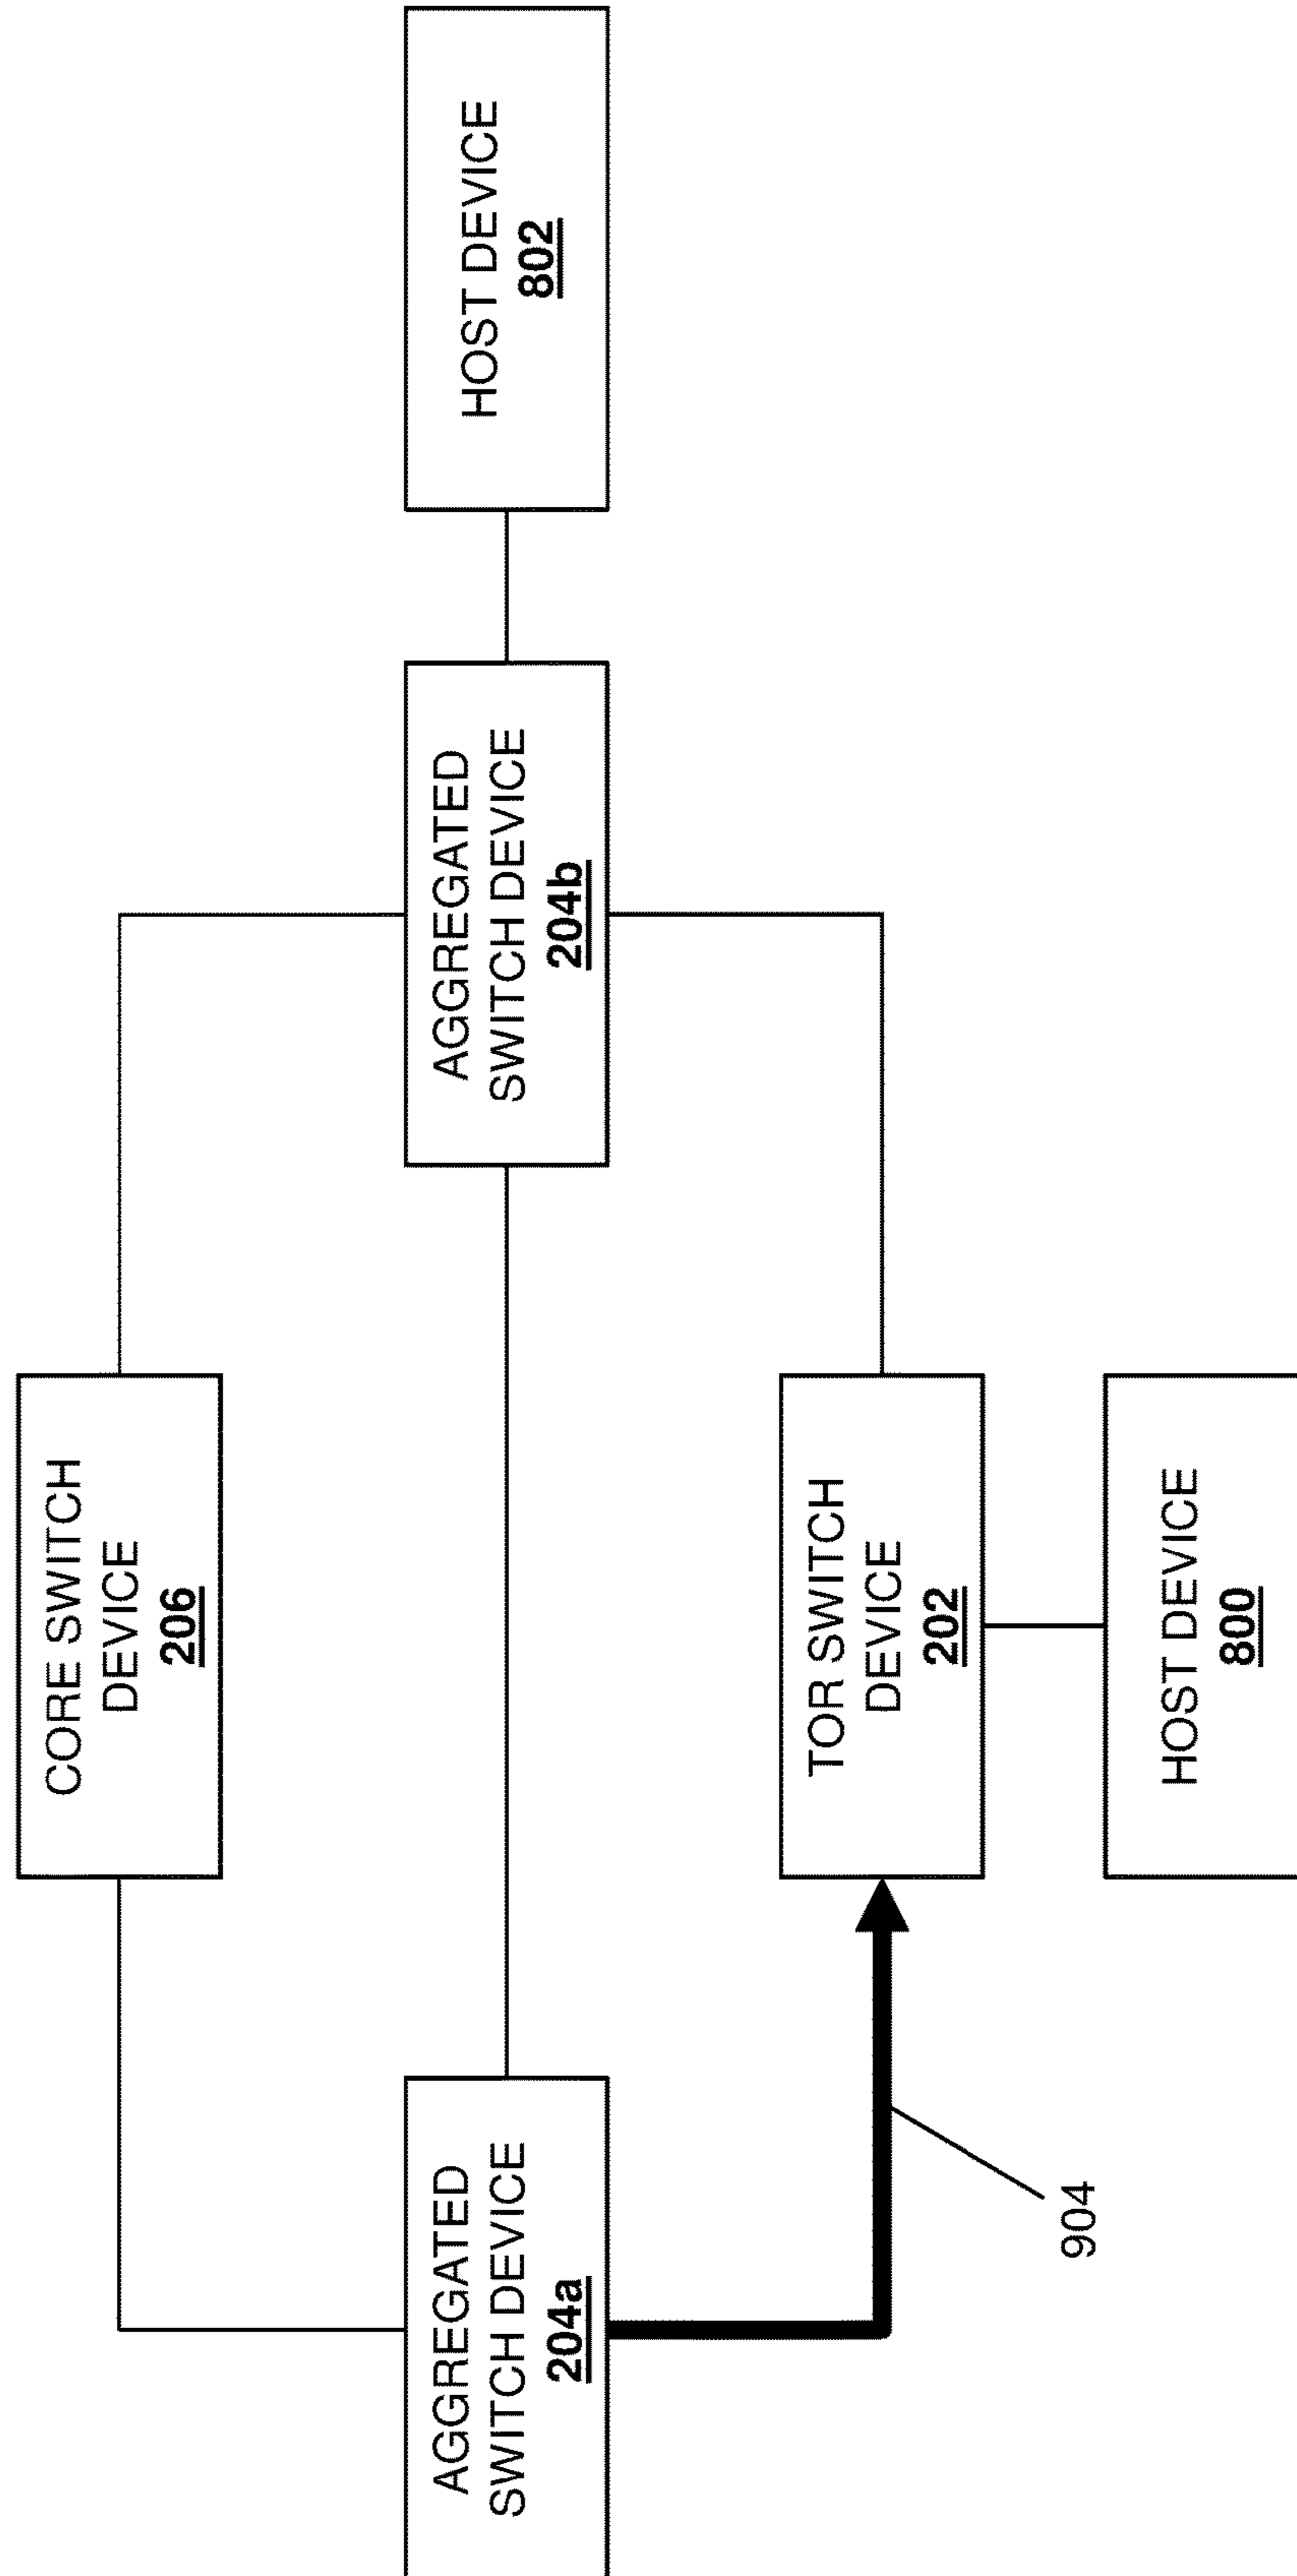 CORE SWITCH
DEVICE
206
AGGREGATED
SWITCH DEVICE
204a
AGGREGATED
SWITCH DEVICE
204b
HOST DEVICE
802
TOR SWITCH
DEVICE
202
904
HOST DEVICE
800